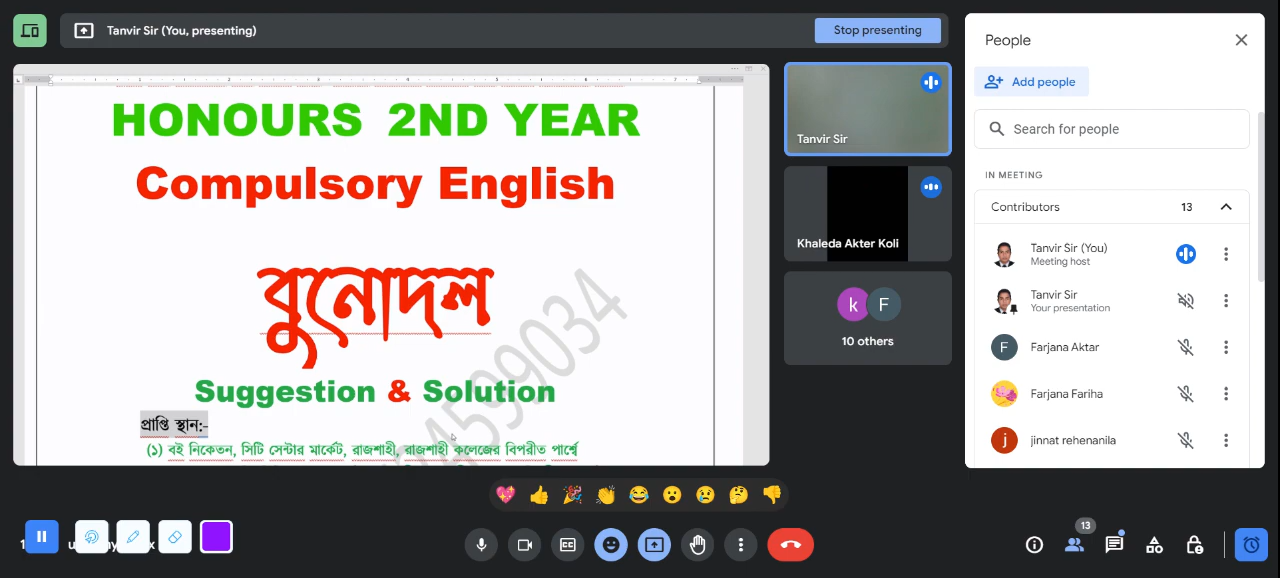 Tanvir Sir (You, presenting)
Stop presenting
HONOURS 2ND YEAR
Compulsory English
বুনোদল
Suggestion & Solution
প্রাপ্তি স্থান:-
(১) বই নিকেতন, সিটি সেন্টার মার্কেট, রাজশাহী, রাজশাহী কলেজের বিপরীত পার্শ্বে
4599034
Tanvir Sir
Khaleda Akter Koli
k F
10 others
People
Add people
Search for people
IN MEETING
Contributors 13
Tanvir Sir (You)
Meeting host
Tanvir Sir
Your presentation
F Farjana Aktar
Farjana Fariha
j jinnat rehenanila
13